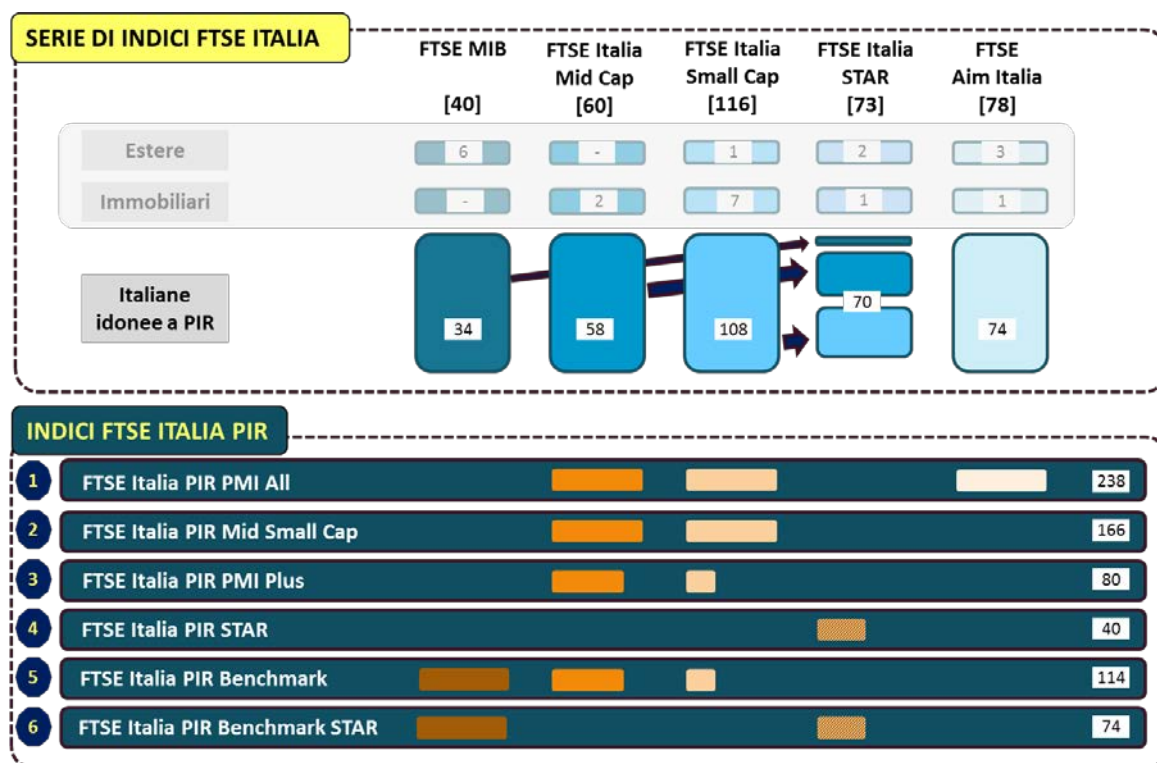 SERIE DI INDICI FTSE ITALIA
FTSE MIB
[40]
FTSE Italia
Mid Cap
[60]
FTSE Italia
Small Cap
[116]
FTSE Italia
STAR
[73]
FTSE
Aim Italia
[78]
Estere
6
-
1
2
3
Immobiliari
-
2
7
1
1
Italiane
idonee a PIR
34
58
108
70
74
INDICI FTSE ITALIA PIR
1 FTSE Italia PIR PMI All 238
2 FTSE Italia PIR Mid Small Cap 166
3 FTSE Italia PIR PMI Plus 80
4 FTSE Italia PIR STAR 40
5 FTSE Italia PIR Benchmark 114
6 FTSE Italia PIR Benchmark STAR 74